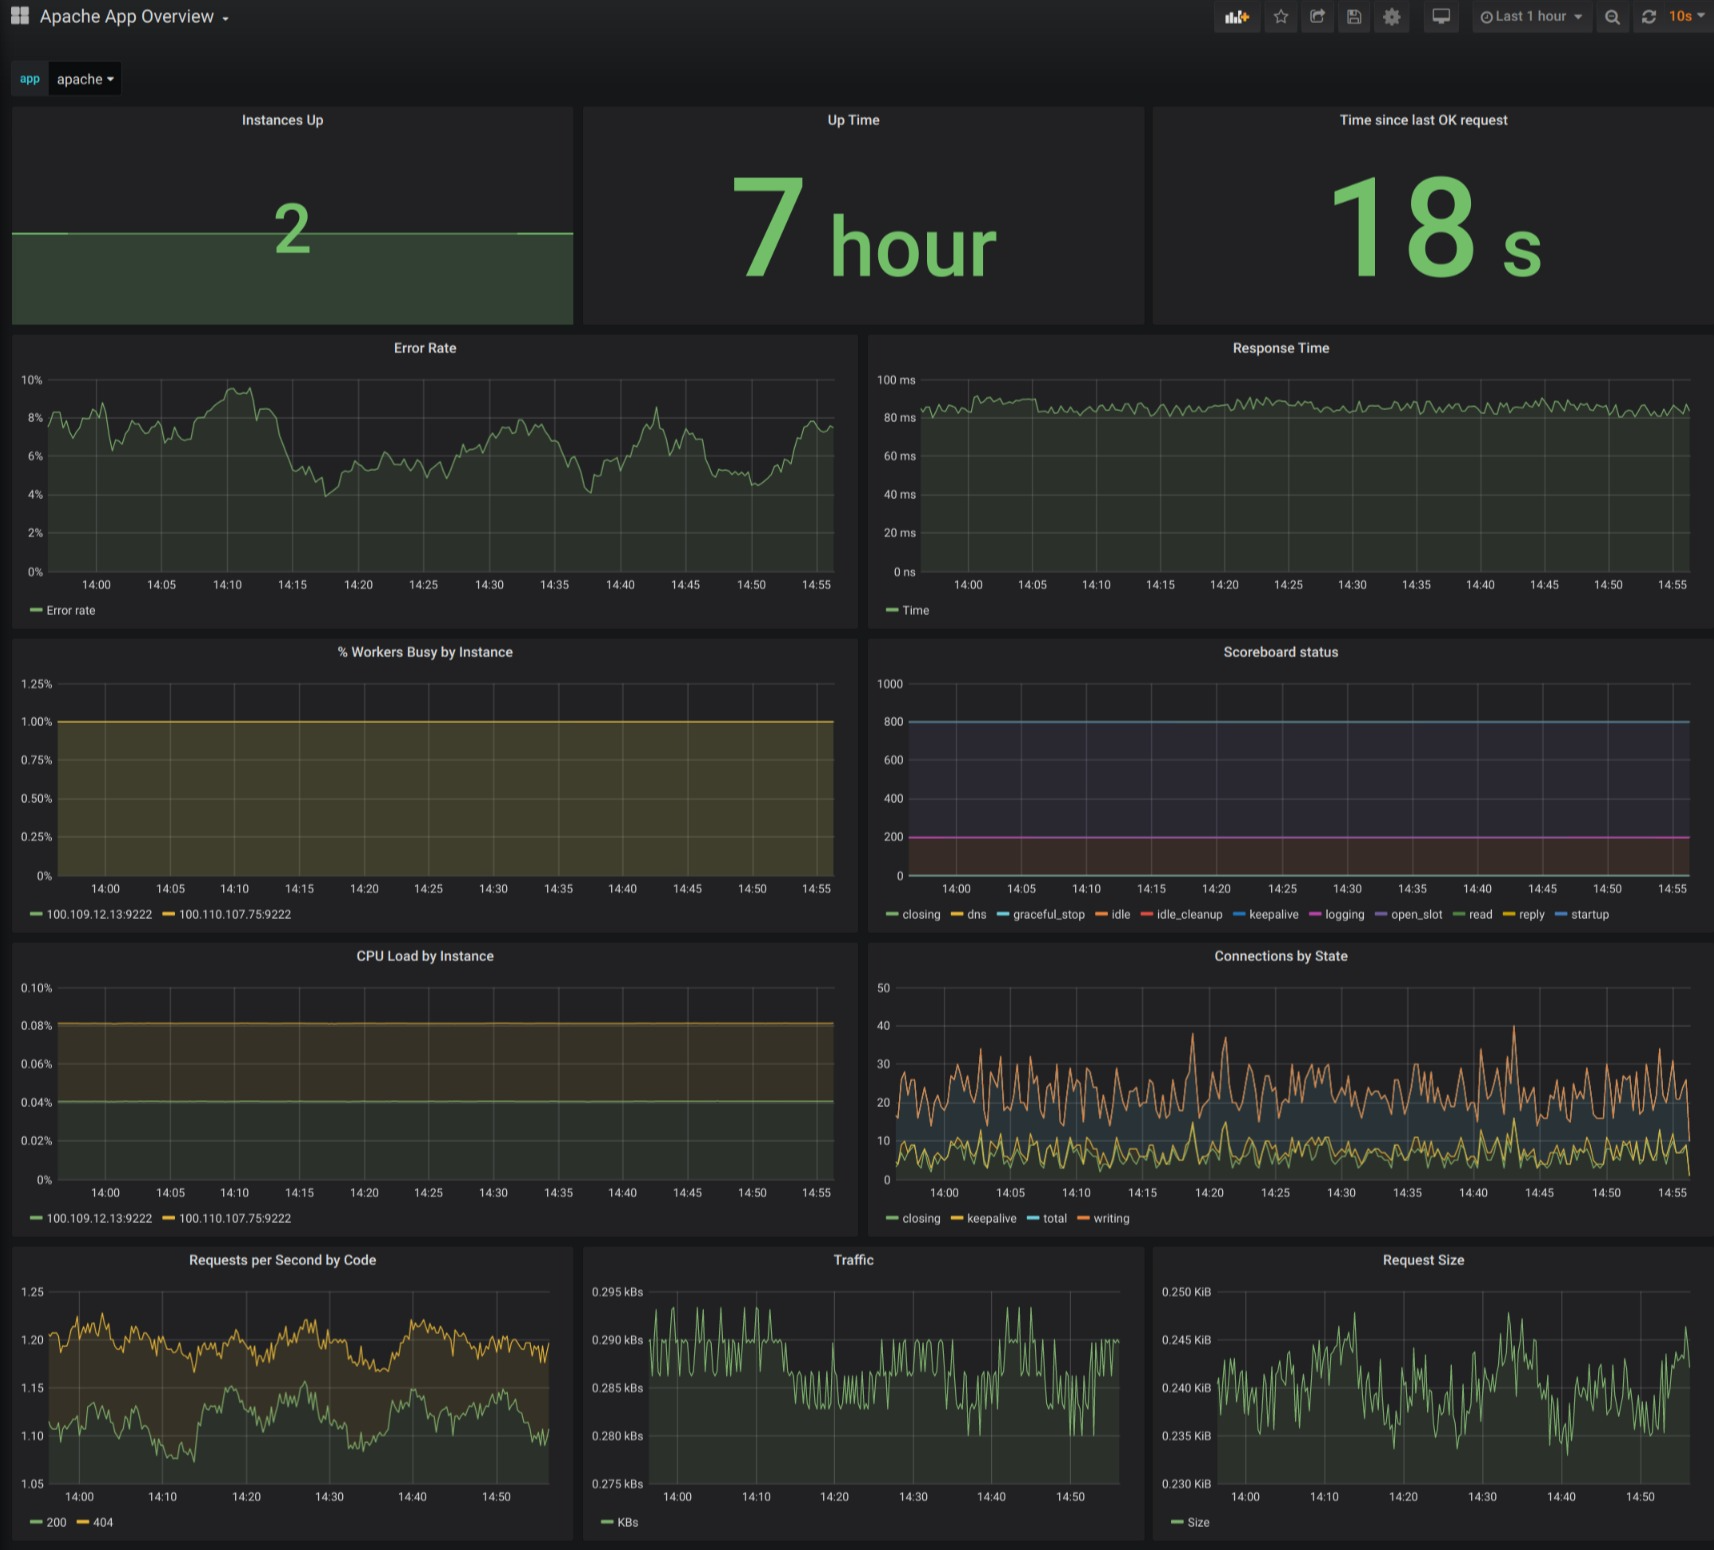 Apache App Overview
Last 1 hour
10s
app
apache
Instances Up
2
Up Time
7 hour
Time since last OK request
18 s
Error Rate
10%
8%
6%
4%
2%
0%
14:00 14:05 14:10 14:15 14:20 14:25 14:30 14:35 14:40 14:45 14:50 14:55
Error rate
Response Time
100 ms
80 ms
60 ms
40 ms
20 ms
0 ns
14:00 14:05 14:10 14:15 14:20 14:25 14:30 14:35 14:40 14:45 14:50 14:55
Time
% Workers Busy by Instance
1.25%
1.00%
0.75%
0.50%
0.25%
0%
14:00 14:05 14:10 14:15 14:20 14:25 14:30 14:35 14:40 14:45 14:50 14:55
100.109.12.13:9222 100.110.107.75:9222
Scoreboard status
1000
800
600
400
200
0
14:00 14:05 14:10 14:15 14:20 14:25 14:30 14:35 14:40 14:45 14:50 14:55
closing dns graceful_stop idle idle_cleanup keepalive logging open_slot read reply startup
CPU Load by Instance
0.10%
0.08%
0.06%
0.04%
0.02%
0%
14:00 14:05 14:10 14:15 14:20 14:25 14:30 14:35 14:40 14:45 14:50 14:55
100.109.12.13:9222 100.110.107.75:9222
Connections by State
50
40
30
20
10
0
14:00 14:05 14:10 14:15 14:20 14:25 14:30 14:35 14:40 14:45 14:50 14:55
closing keepalive total writing
Requests per Second by Code
1.25
1.20
1.15
1.10
1.05
14:00 14:10 14:20 14:30 14:40 14:50
200 404
Traffic
0.295 kBs
0.290 kBs
0.285 kBs
0.280 kBs
0.275 kBs
14:00 14:10 14:20 14:30 14:40 14:50
KBs
Request Size
0.250 KiB
0.245 KiB
0.240 KiB
0.235 KiB
0.230 KiB
14:00 14:10 14:20 14:30 14:40 14:50
Size